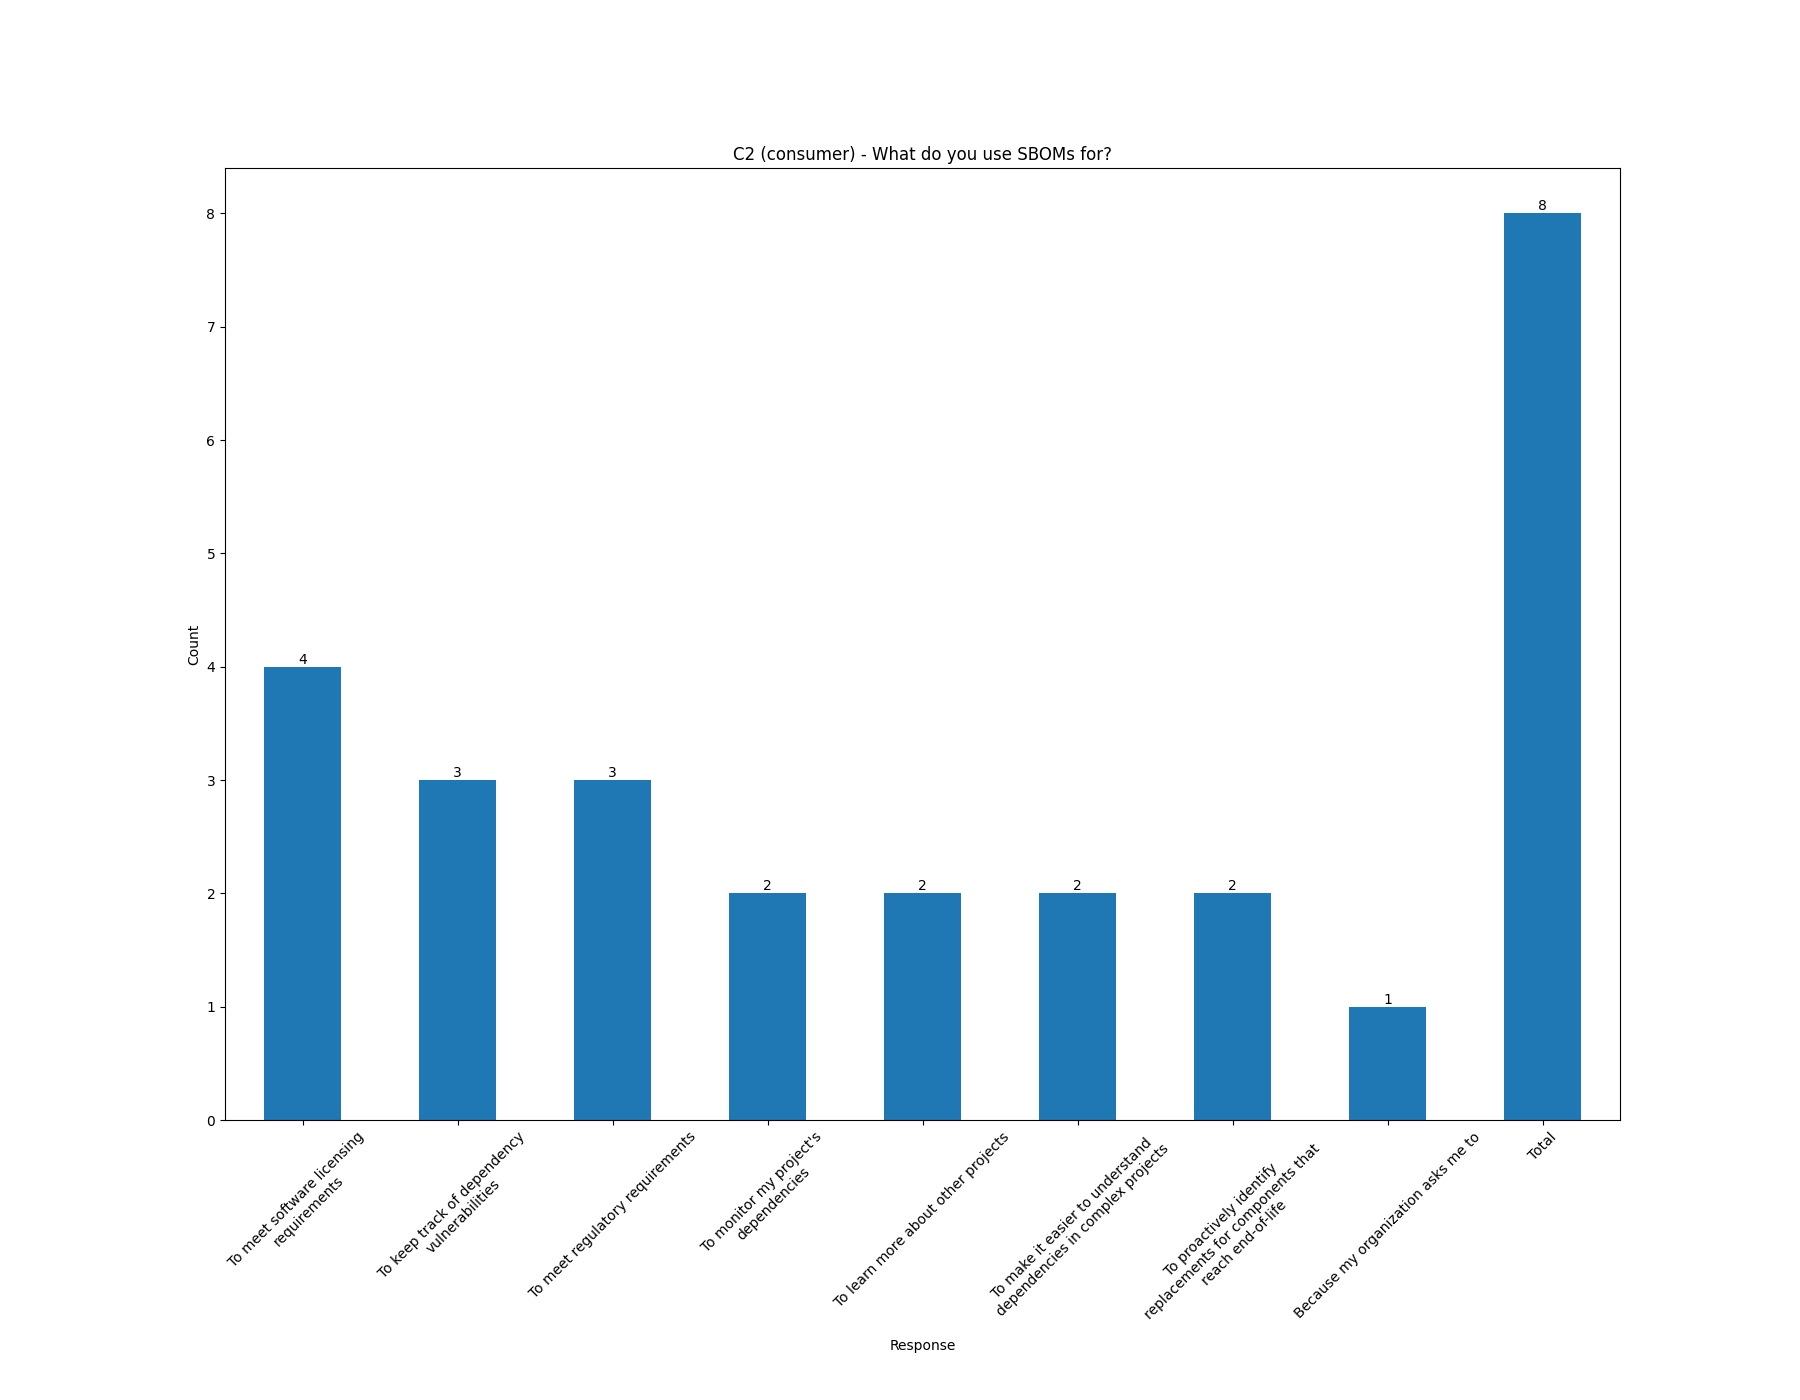 C2 (consumer) - What do you use SBOMs for?
8
7
6
5
4
3
2
1
0
Count
4
3
3
2
2
2
2
1
8
To meet software licensing
requirements
To keep track of dependency
vulnerabilities
To meet regulatory requirements
To monitor my project's
dependencies
To learn more about other projects
To make it easier to understand
dependencies in complex projects
To proactively identify
replacements for components that
reach end-of-life
Because my organization asks me to
Total
Response